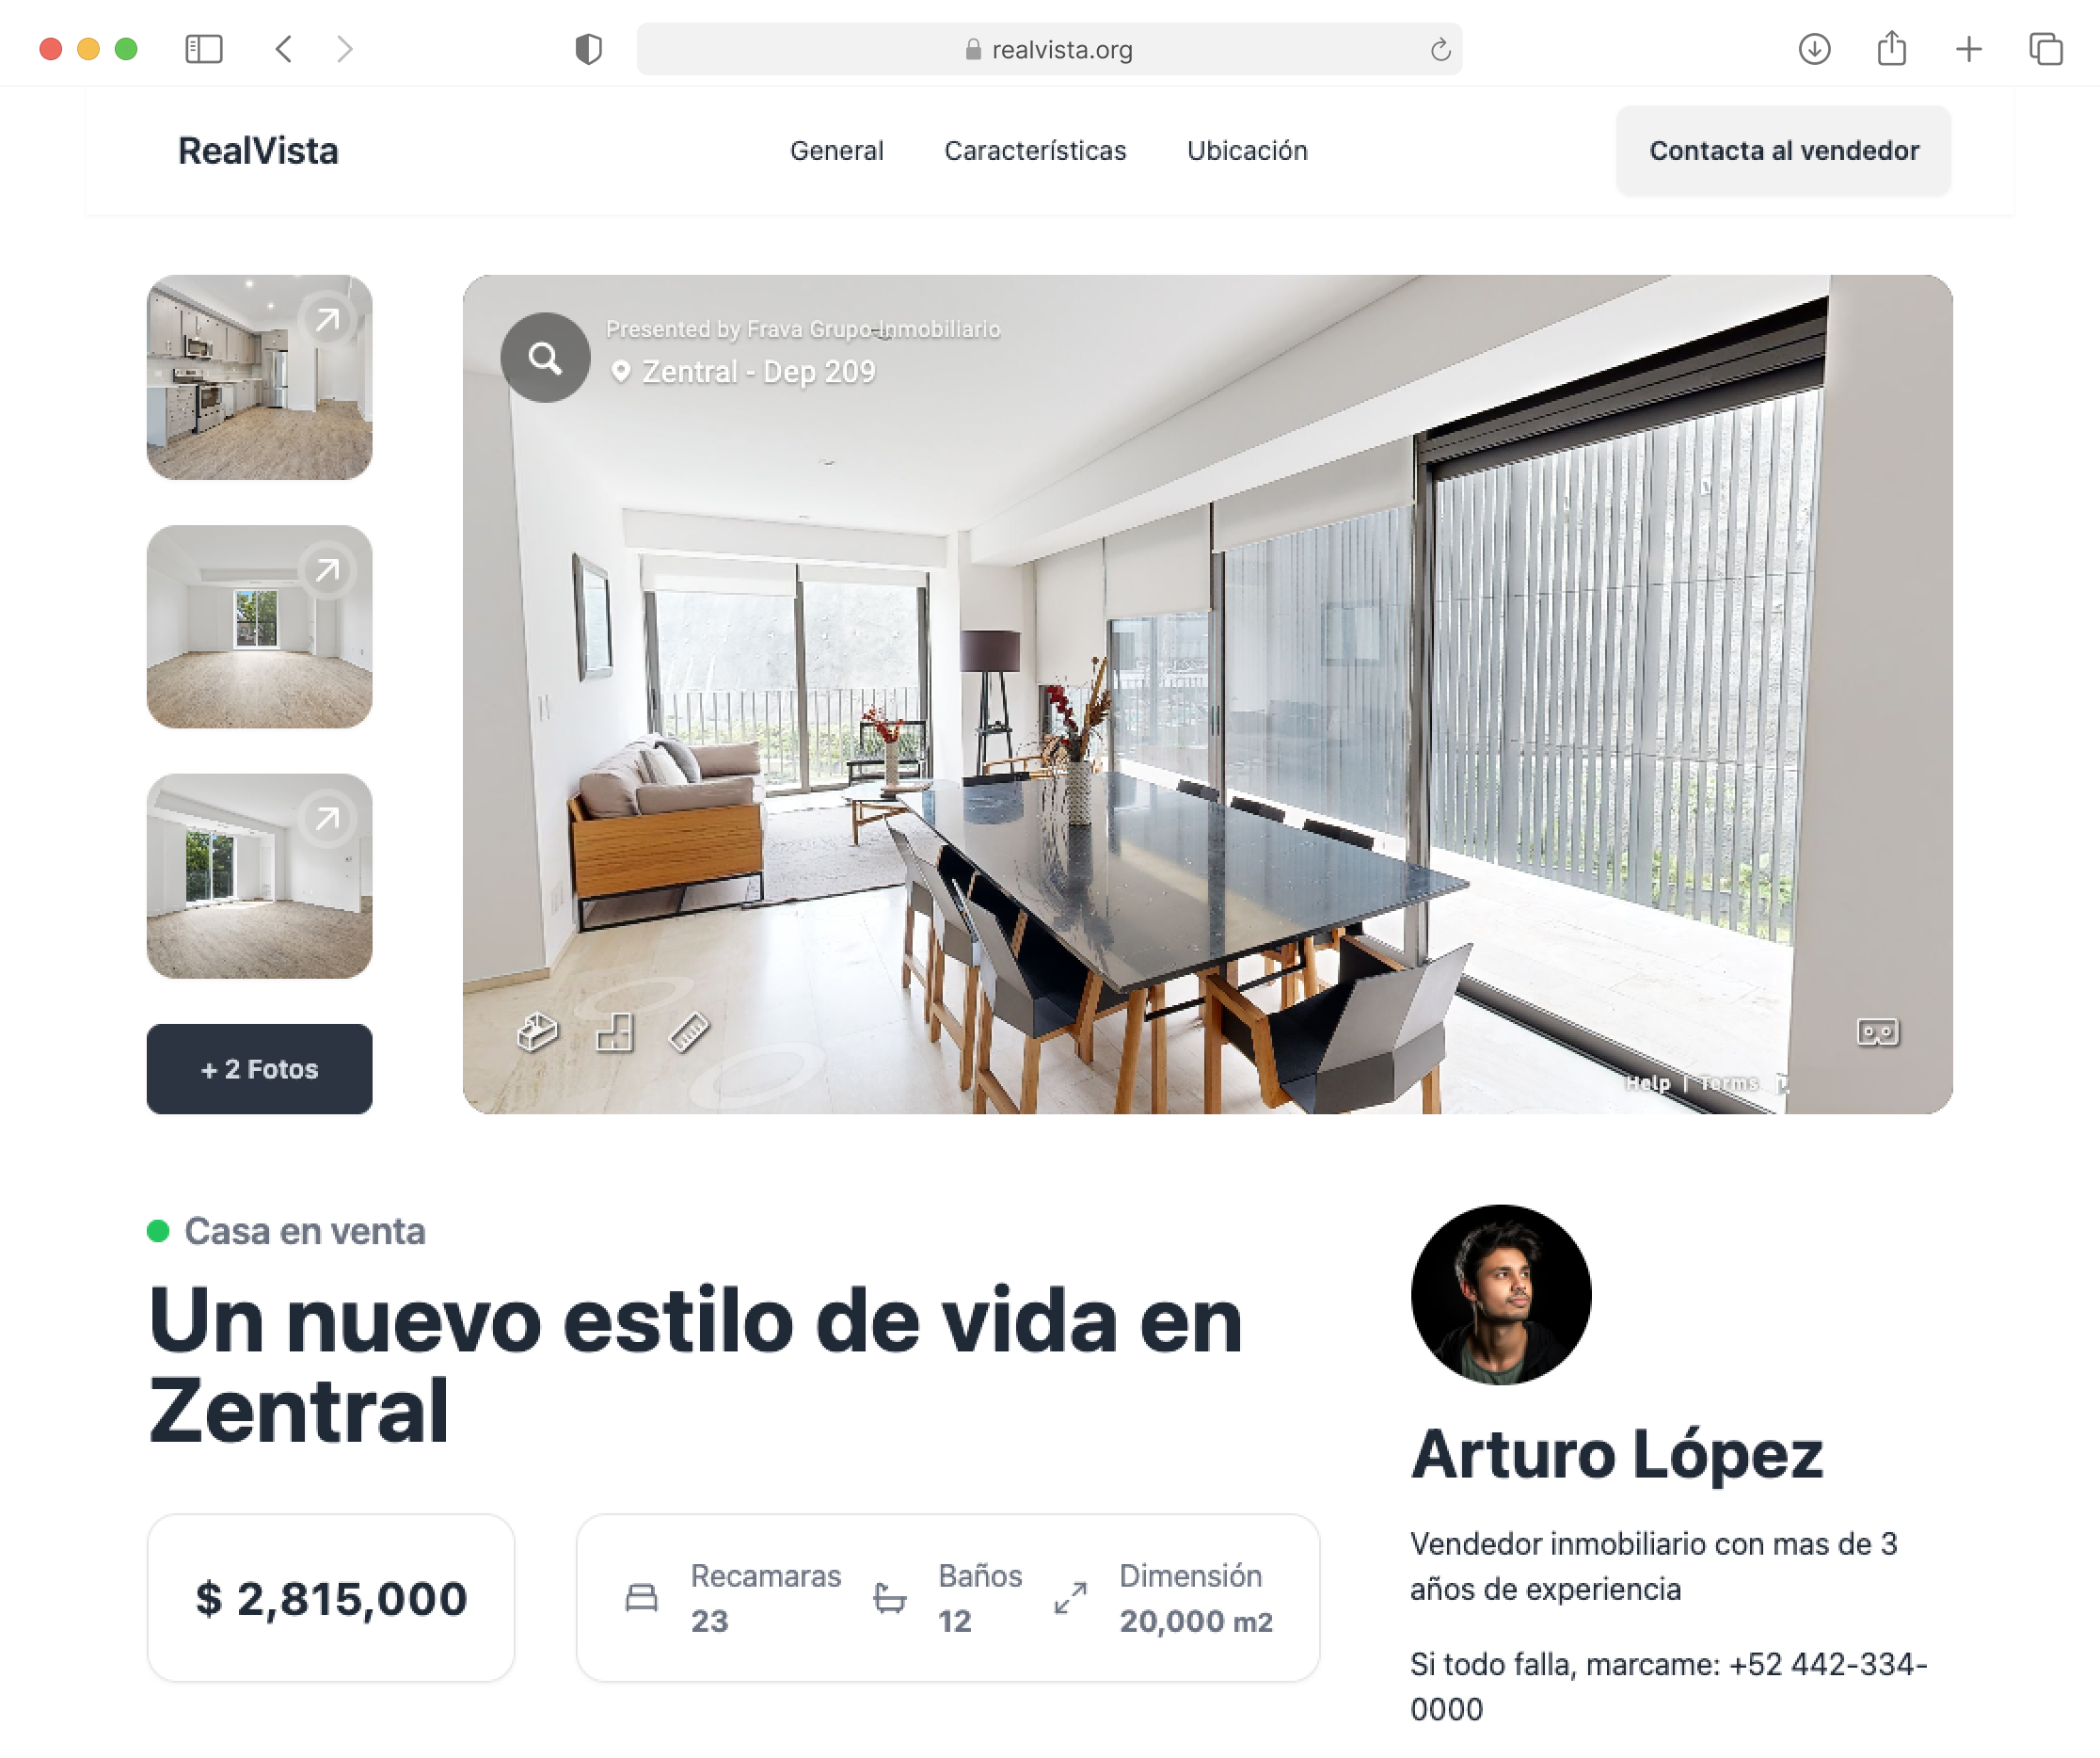 realvista.org
RealVista
General
Características
Ubicación
Contacta al vendedor
Presented by Frava Grupo Inmobiliario
Zentral - Dep 209
Help | Terms
+ 2 Fotos
Casa en venta
Un nuevo estilo de vida en
Zentral
$ 2,815,000
Recamaras
23
Baños
12
Dimensión
20,000 m2
Arturo López
Vendedor inmobiliario con mas de 3
años de experiencia
Si todo falla, marcame: +52 442-334-
0000